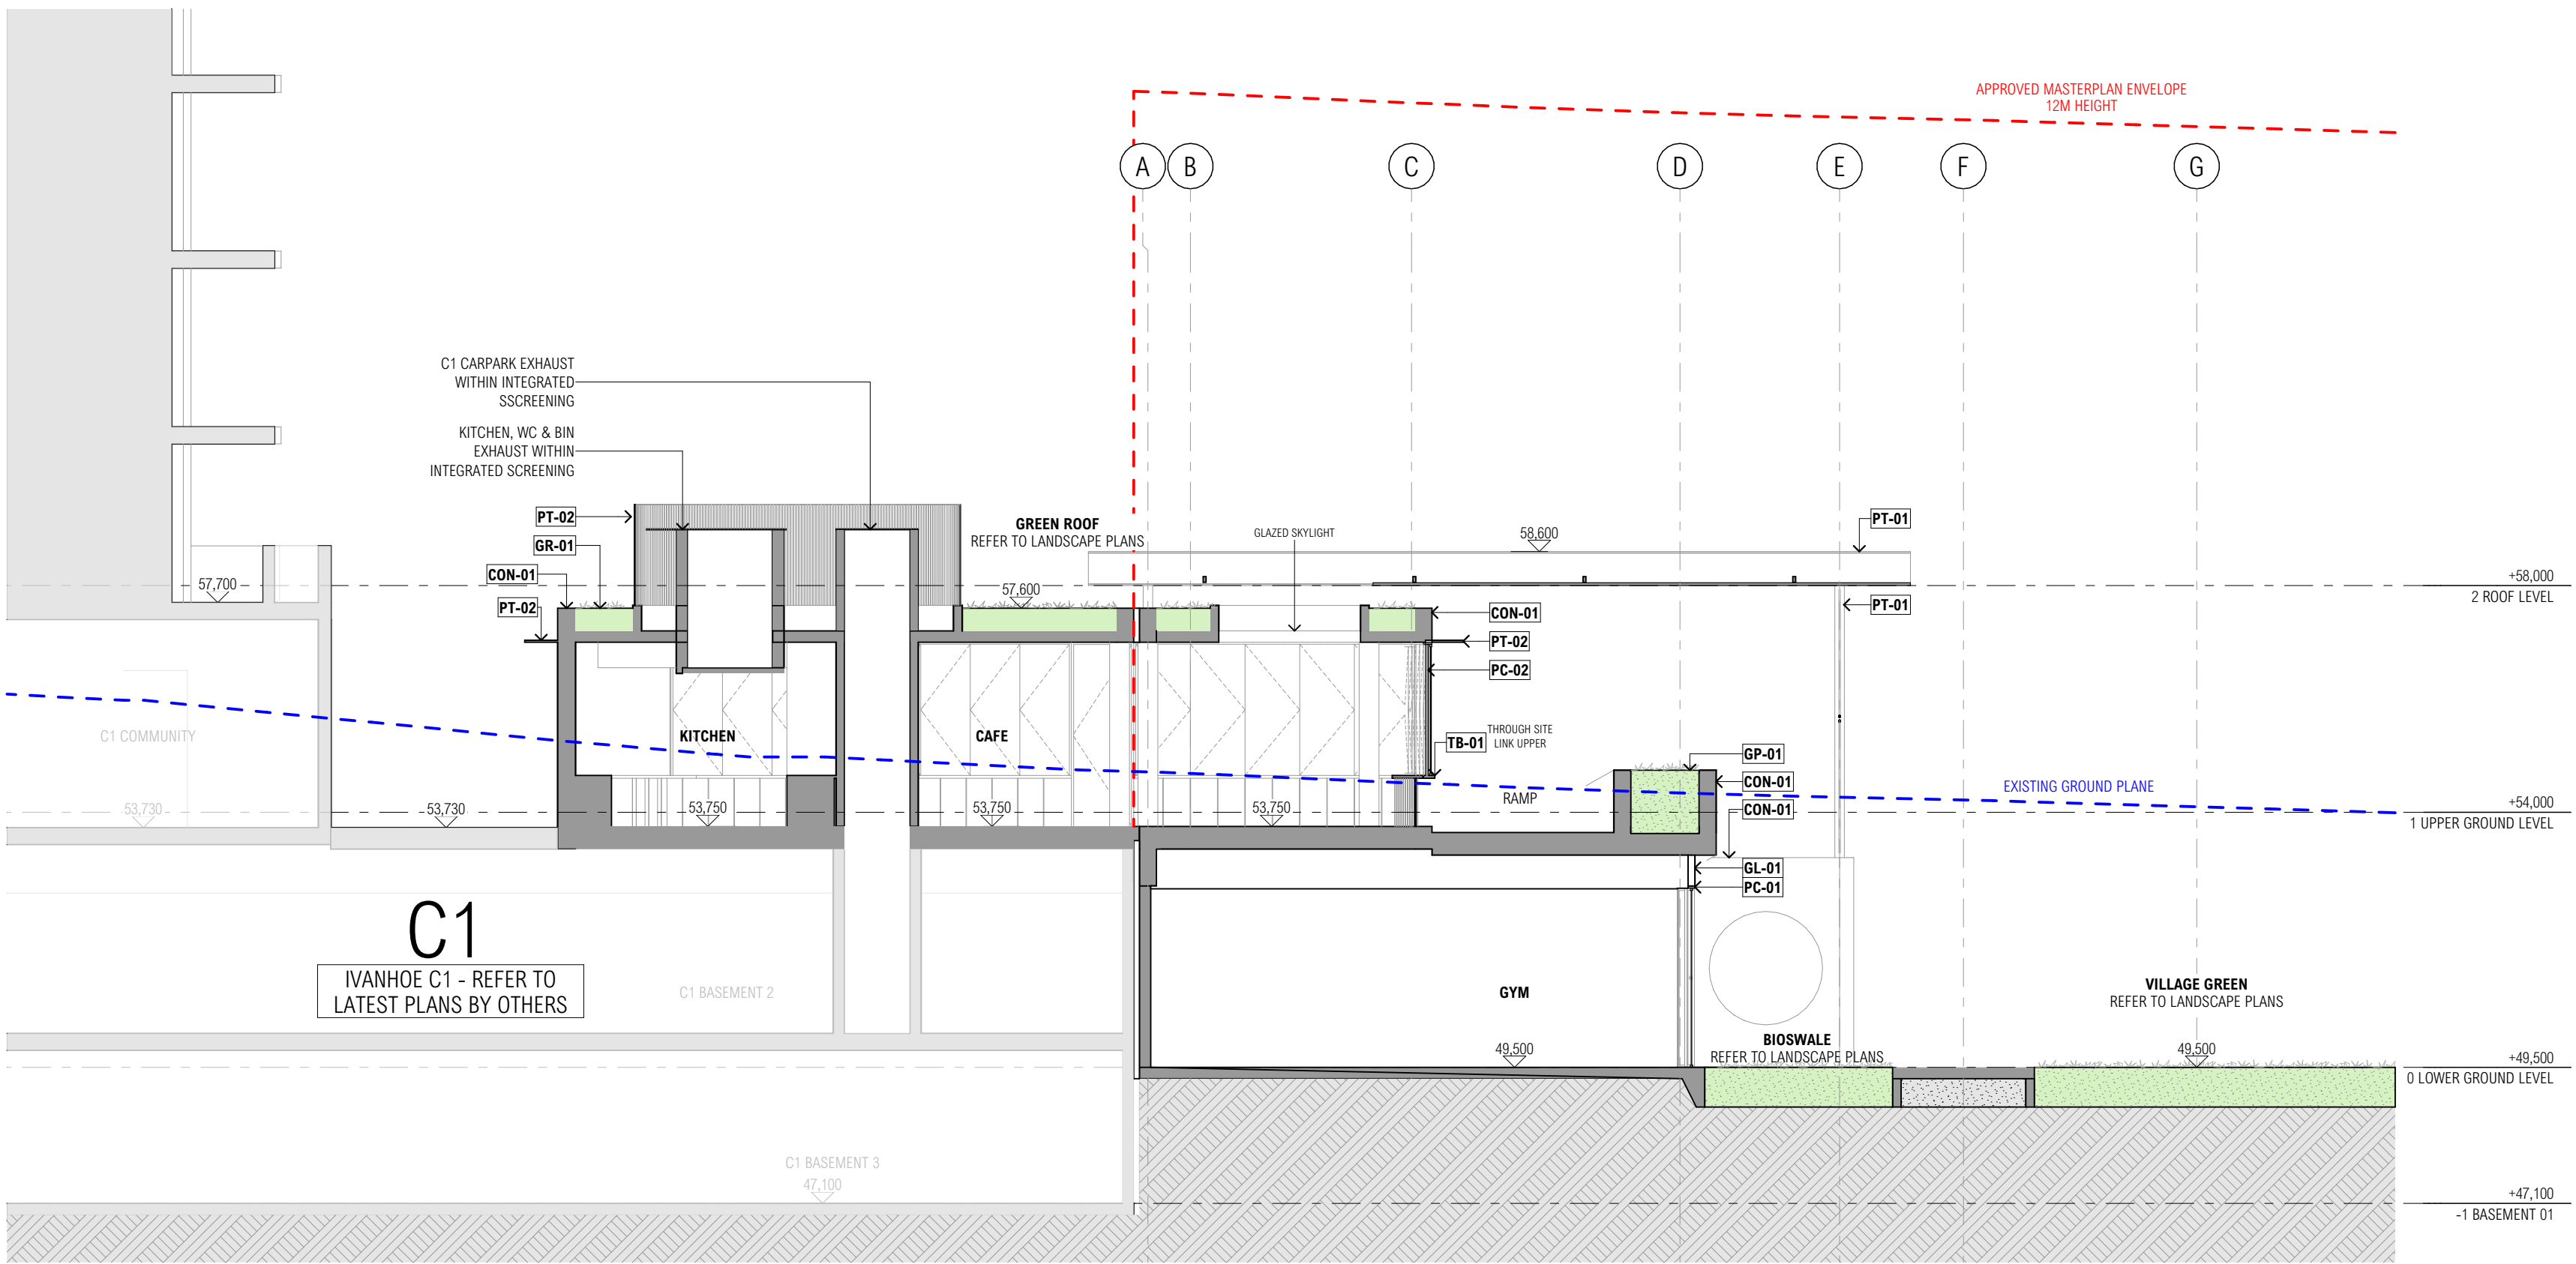 APPROVED MASTERPLAN ENVELOPE
12M HEIGHT
A
B
C
D
E
F
G
C1 CARPARK EXHAUST
WITHIN INTEGRATED
SSCREENING
KITCHEN, WC & BIN
EXHAUST WITHIN
INTEGRATED SCREENING
PT-02
GR-01
CON-01
PT-02
GREEN ROOF
REFER TO LANDSCAPE PLANS
GLAZED SKYLIGHT
58,600
PT-01
57,700
57,600
+58,000
2 ROOF LEVEL
PT-01
CON-01
PT-02
PC-02
C1 COMMUNITY
KITCHEN
CAFE
TB-01
THROUGH SITE
LINK UPPER
GP-01
CON-01
CON-01
EXISTING GROUND PLANE
RAMP
53,730
53,730
53,750
53,750
53,750
+54,000
1 UPPER GROUND LEVEL
GL-01
PC-01
C1
IVANHOE C1 - REFER TO
LATEST PLANS BY OTHERS
C1 BASEMENT 2
GYM
VILLAGE GREEN
REFER TO LANDSCAPE PLANS
BIOSWALE
REFER TO LANDSCAPE PLANS
49,500
49,500
+49,500
0 LOWER GROUND LEVEL
C1 BASEMENT 3
47,100
+47,100
-1 BASEMENT 01